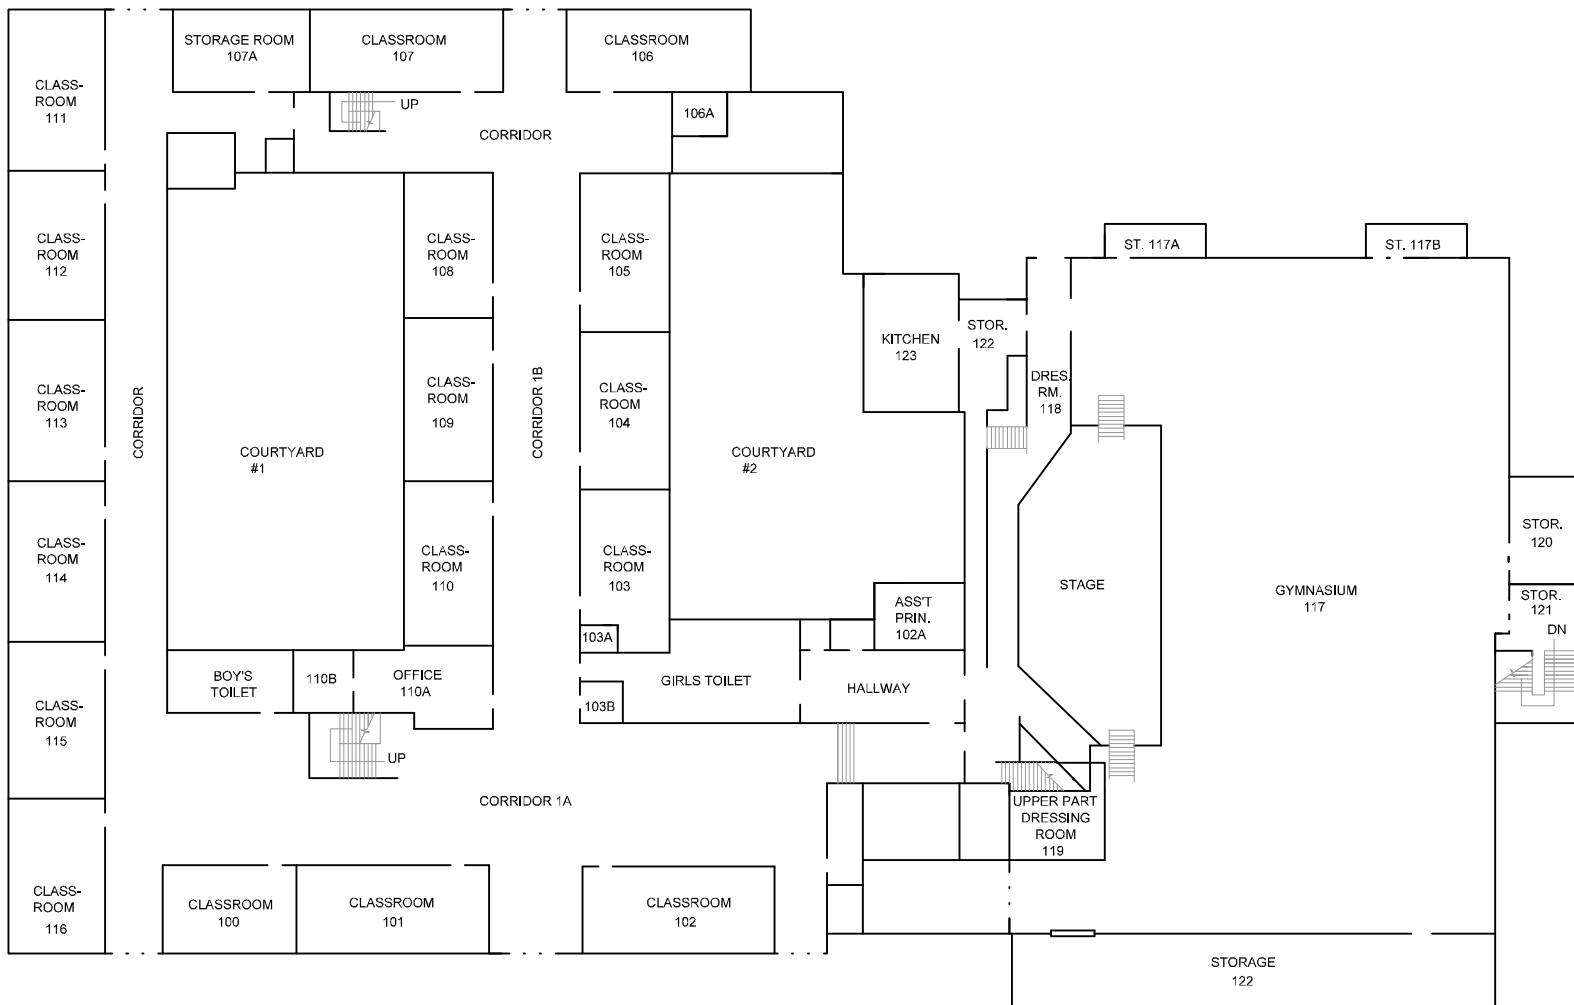 STORAGE ROOM
107A
CLASSROOM
107
CLASSROOM
106
CLASS-
ROOM
111
UP
106A
CORRIDOR
CLASS-
ROOM
112
CLASS-
ROOM
108
CLASS-
ROOM
105
ST. 117A
ST. 117B
KITCHEN
123
STOR.
122
DRES.
RM.
118
CLASS-
ROOM
113
CORRIDOR
CLASS-
ROOM
109
CORRIDOR 1B
CLASS-
ROOM
104
COURTYARD
#1
COURTYARD
#2
CLASS-
ROOM
114
CLASS-
ROOM
110
CLASS-
ROOM
103
STAGE
GYMNASIUM
117
STOR.
120
STOR.
121
DN
ASS'T
PRIN.
102A
103A
BOY'S
TOILET
110B
OFFICE
110A
GIRLS TOILET
HALLWAY
103B
CLASS-
ROOM
115
UP
CORRIDOR 1A
UPPER PART
DRESSING
ROOM
119
CLASS-
ROOM
116
CLASSROOM
100
CLASSROOM
101
CLASSROOM
102
STORAGE
122